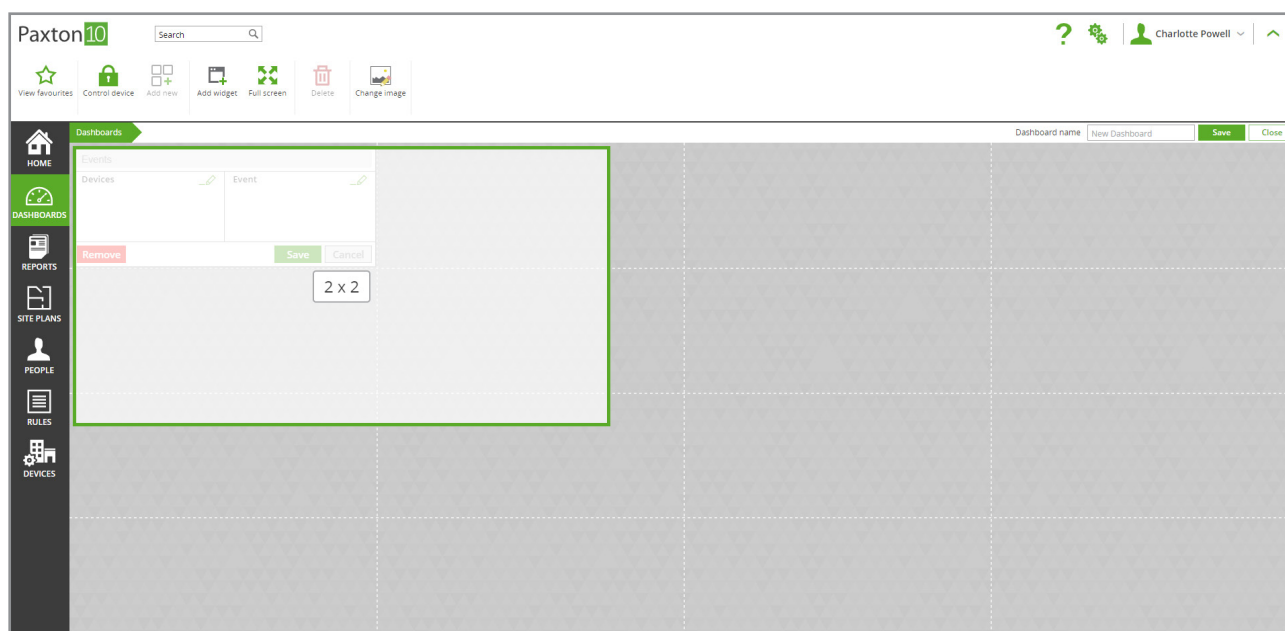 Paxton10
Search
Charlotte Powell
View favourites
Control device
Add new
Add widget
Full screen
Delete
Change image
Dashboards
Dashboard name
New Dashboard
Save
Close
HOME
DASHBOARDS
REPORTS
SITE PLANS
PEOPLE
RULES
DEVICES
Events
Devices
Event
Remove
Save
Cancel
2 x 2